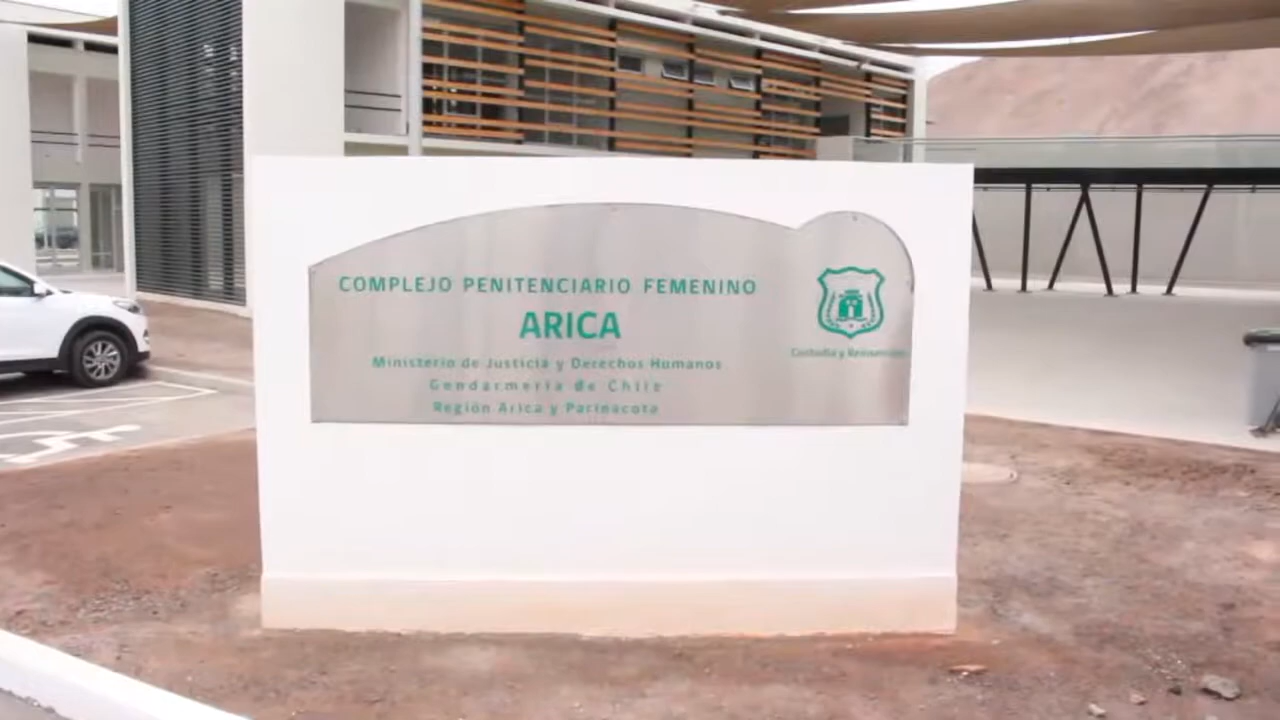 COMPLEJO PENITENCIARIO FEMENINO
ARICA
Ministerio de Justicia y Derechos Humanos
Gendarmería de Chile
Región Arica y Parinacota
Custodia y Reinserción